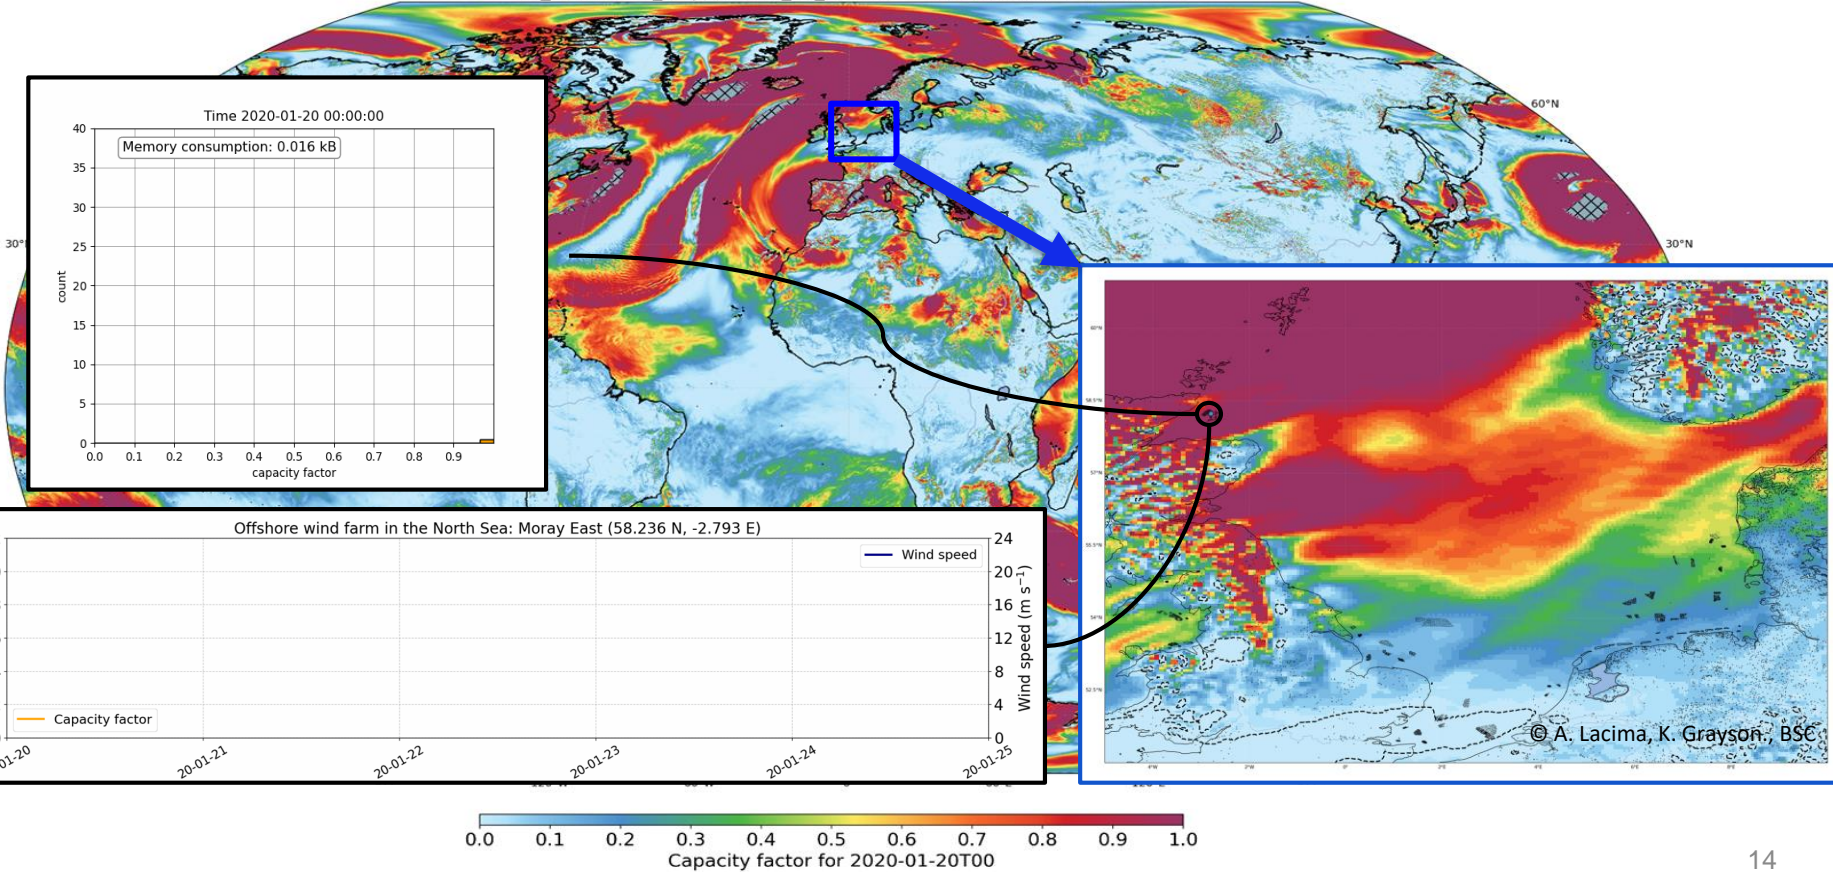 60°N
30°N
30°
Time 2020-01-20 00:00:00
Memory consumption: 0.016 kB
40
35
30
25
20
15
10
5
0
count
0.0 0.1 0.2 0.3 0.4 0.5 0.6 0.7 0.8 0.9
capacity factor
Offshore wind farm in the North Sea: Moray East (58.236 N, -2.793 E)
Wind speed
Capacity factor
24
20
16
12
8
4
0
Wind speed (m s⁻¹)
01-20 20-01-21 20-01-22 20-01-23 20-01-24 20-01-25
© A. Lacima, K. Grayson., BSC
0.0 0.1 0.2 0.3 0.4 0.5 0.6 0.7 0.8 0.9 1.0
Capacity factor for 2020-01-20T00
14